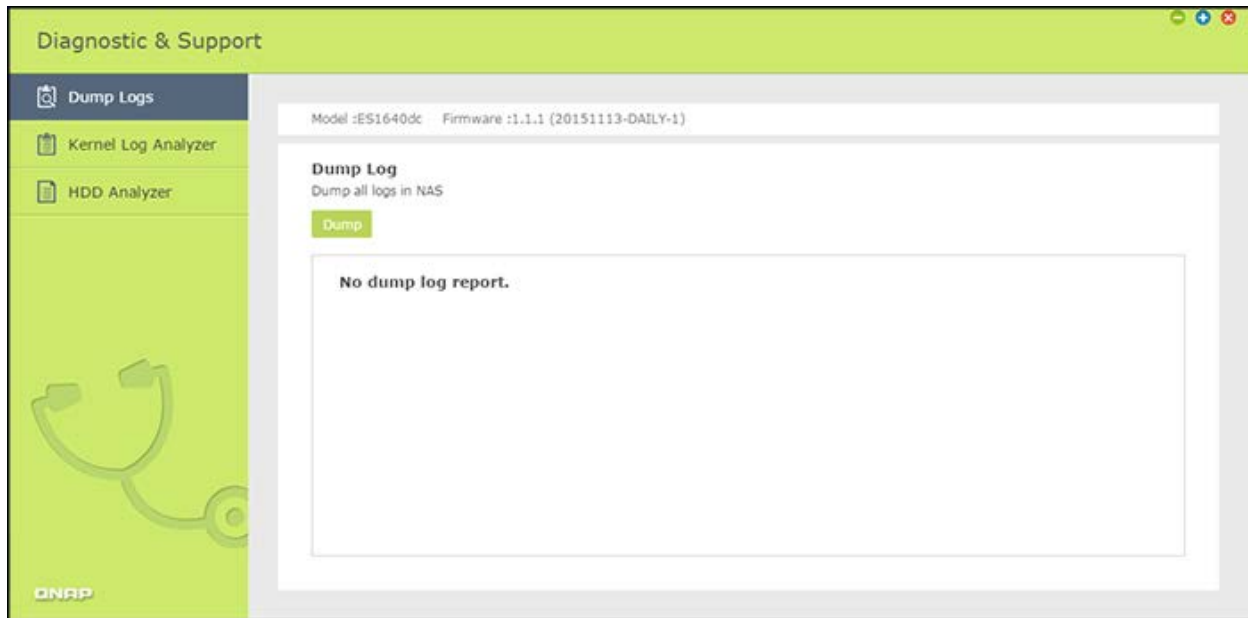 Diagnostic & Support
Dump Logs
Kernel Log Analyzer
HDD Analyzer
Model :ES1640dc Firmware :1.1.1 (20151113-DAILY-1)
Dump Log
Dump all logs in NAS
Dump
No dump log report.
QNAP